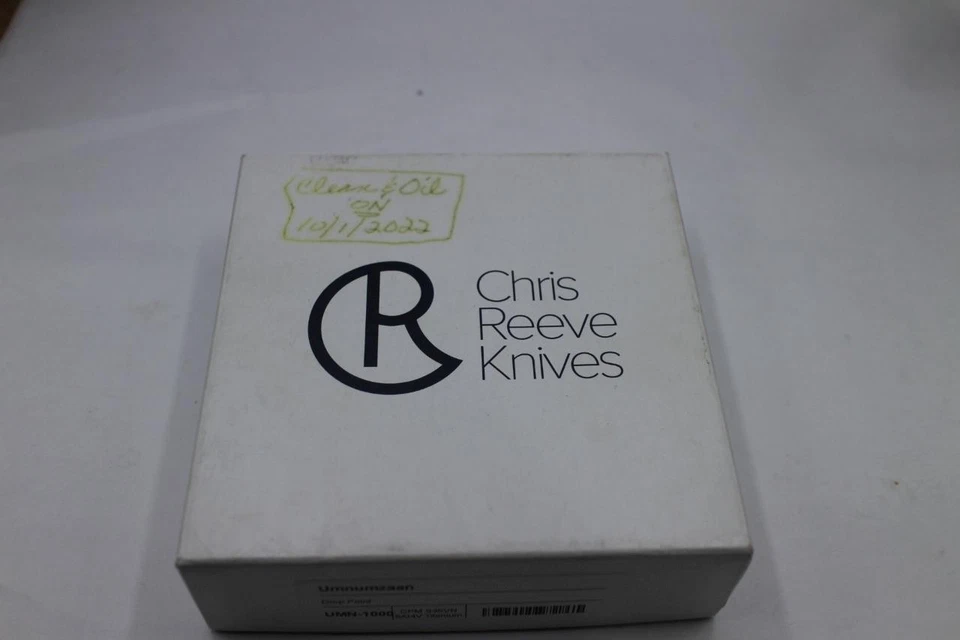 Clean & Oil
ON
10/1/2022
CR
Chris
Reeve
Knives
Umnumzaan
UMN-1000